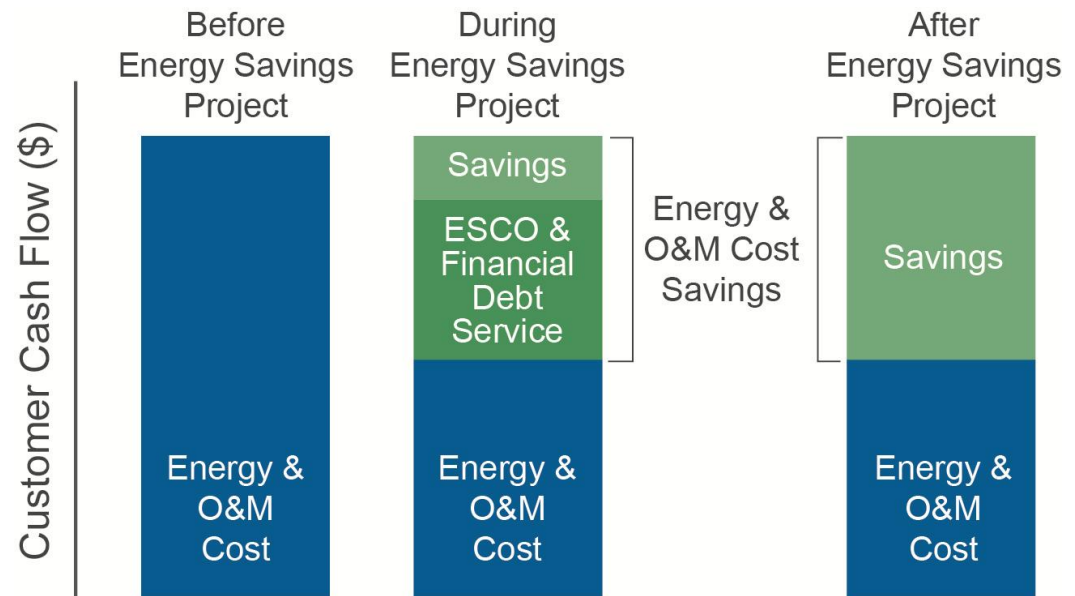 Before
Energy Savings
Project
During
Energy Savings
Project
After
Energy Savings
Project
Customer Cash Flow ($)
Energy &
O&M
Cost
Savings
ESCO &
Financial
Debt
Service
Energy &
O&M
Cost
Energy &
O&M Cost
Savings
Savings
Energy &
O&M
Cost